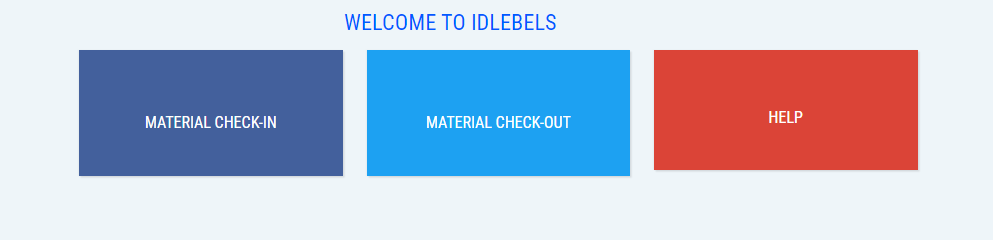 WELCOME TO IDLEBELS
MATERIAL CHECK-IN
MATERIAL CHECK-OUT
HELP